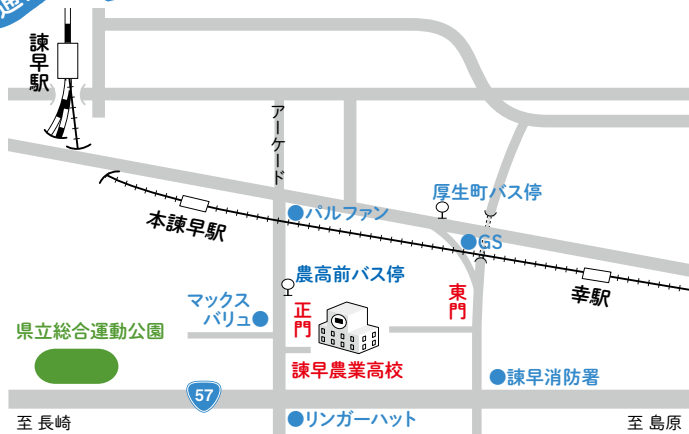 通
諫早駅
アーケード
厚生町バス停
パルファン
本諫早駅
GS
農高前バス停
幸駅
マックス
バリュ
正門
東門
県立総合運動公園
諫早農業高校
諫早消防署
57
リンガーハット
至 長崎
至 島原